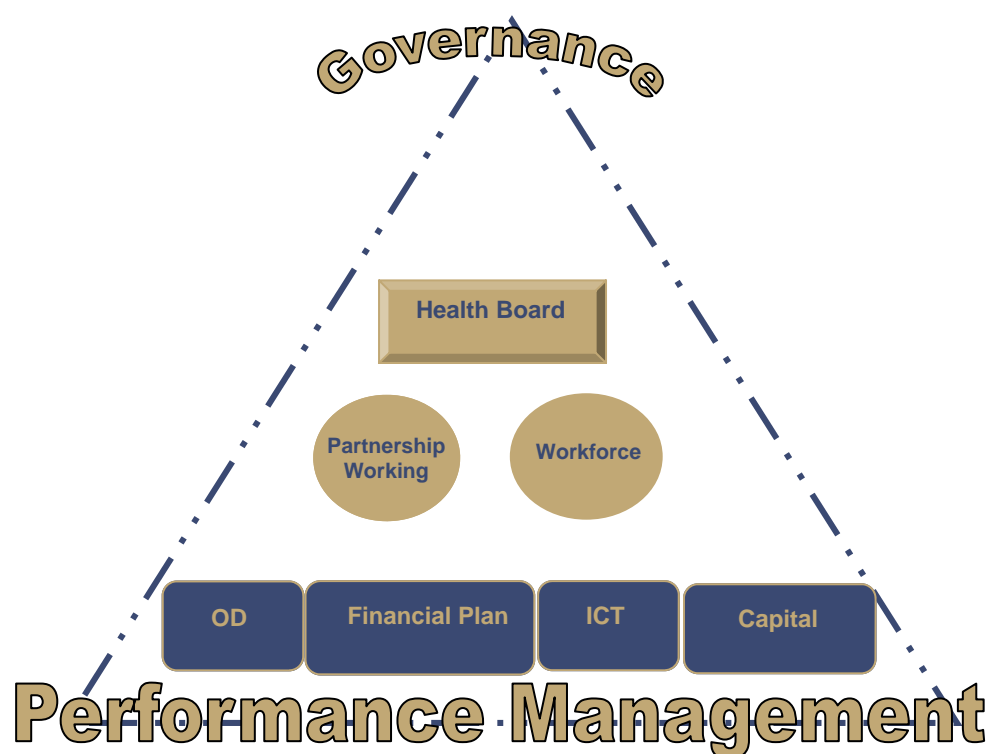 Governance
Health Board
Partnership
Working
Workforce
OD
Financial Plan
ICT
Capital
Performance Management